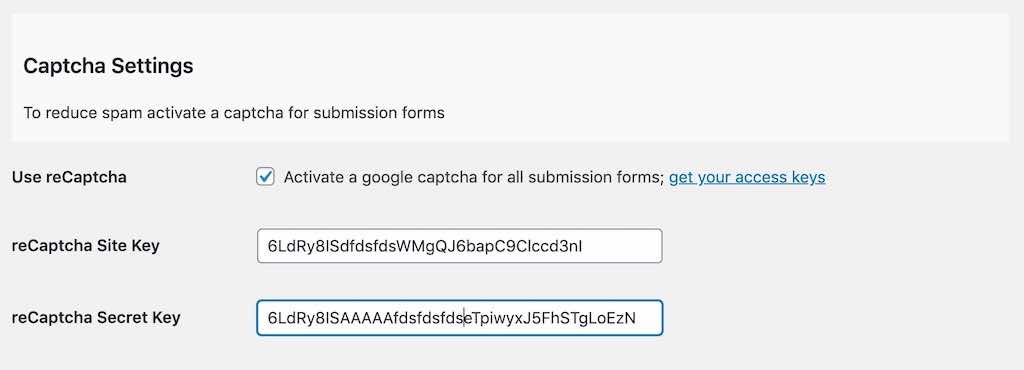 Captcha Settings
To reduce spam activate a captcha for submission forms
Use reCaptcha
Activate a google captcha for all submission forms; get your access keys
reCaptcha Site Key
6LdRy8ISdfdsfdsWMgQJ6bapC9CIccd3nI
reCaptcha Secret Key
6LdRy8ISAAAAAfdsfdsfdseTpiwyxJ5FhSTgLoEzN